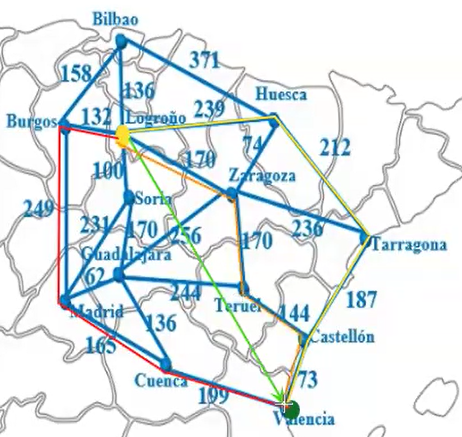 Bilbao
371
158
136
239
Huesca
Burgos
132
Logroño
74
212
100
170
Zaragoza
Soria
249
231
170
256
236
170
Tarragona
Guadalajara
62
244
187
Teruel
144
Madrid
136
Castellón
165
73
Cuenca
199
Valencia